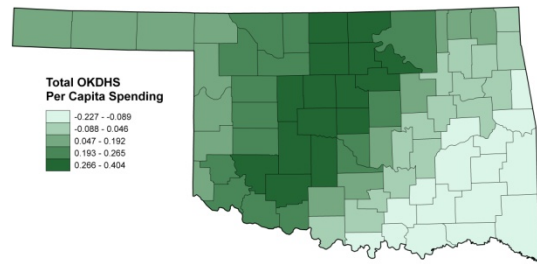 Total OKDHS
Per Capita Spending
-0.227 - -0.089
-0.088 - 0.046
0.047 - 0.192
0.193 - 0.265
0.266 - 0.404